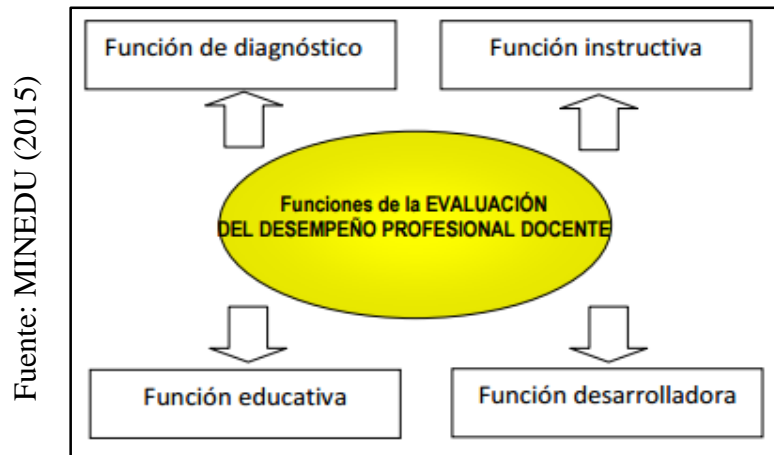 Fuente: MINEDU (2015)
Función de diagnóstico
Función instructiva
Funciones de la EVALUACIÓN
DEL DESEMPEÑO PROFESIONAL DOCENTE
Función educativa
Función desarrolladora